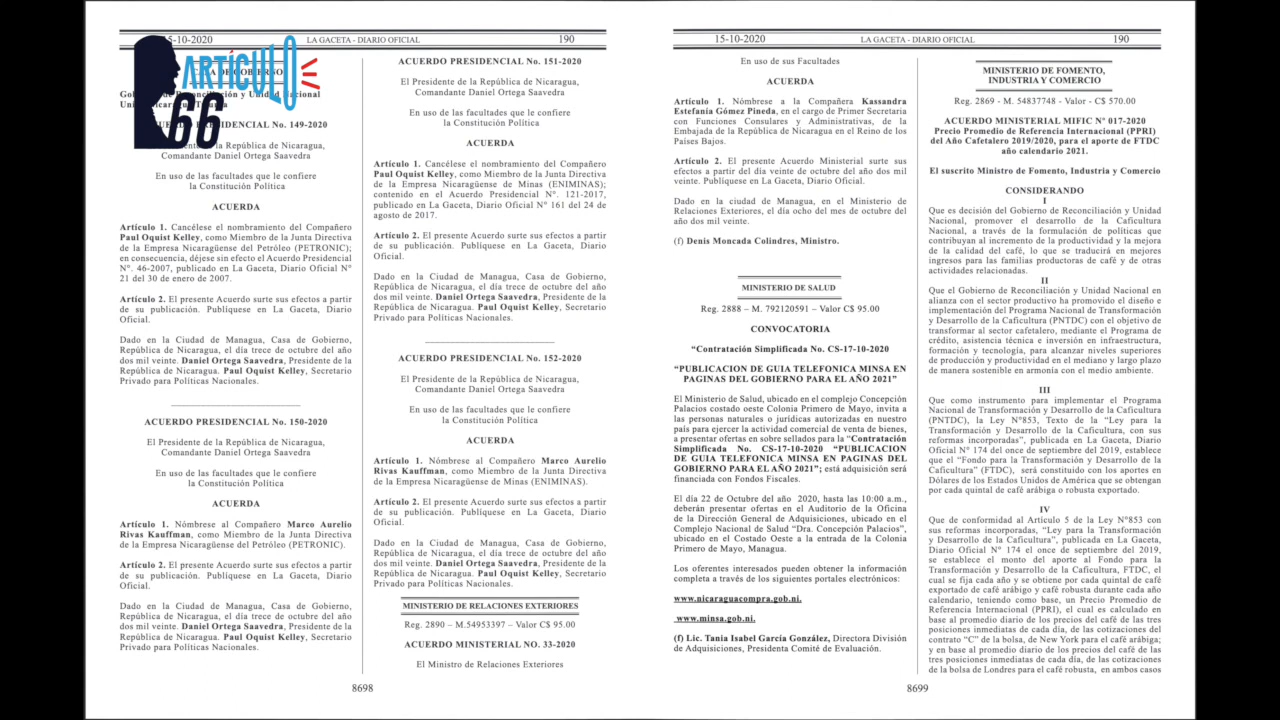 15-10-2020
LA GACETA - DIARIO OFICIAL
190
ARTÍCULO
66
DE GOBIERNO
y Unidad Nacional
No. 149-2020
la República de Nicaragua,
Comandante Daniel Ortega Saavedra
En uso de las facultades que le confiere
la Constitución Política
ACUERDA
Artículo 1. Cancélese el nombramiento del Compañero
Paul Oquist Kelley, como Miembro de la Junta Directiva
de la Empresa Nicaragüense del Petróleo (PETRONIC);
en consecuencia, déjese sin efecto el Acuerdo Presidencial
N°. 46-2007, publicado en La Gaceta, Diario Oficial N°
21 del 30 de enero de 2007.
Artículo 2. El presente Acuerdo surte sus efectos a partir
de su publicación. Publíquese en La Gaceta, Diario
Oficial.
Dado en la Ciudad de Managua, Casa de Gobierno,
República de Nicaragua, el día trece de octubre del año
dos mil veinte. Daniel Ortega Saavedra, Presidente de la
República de Nicaragua. Paul Oquist Kelley, Secretario
Privado para Políticas Nacionales.
ACUERDO PRESIDENCIAL No. 150-2020
El Presidente de la República de Nicaragua,
Comandante Daniel Ortega Saavedra
En uso de las facultades que le confiere
la Constitución Política
ACUERDA
Artículo 1. Nómbrese al Compañero Marco Aurelio
Rivas Kauffman, como Miembro de la Junta Directiva
de la Empresa Nicaragüense del Petróleo (PETRONIC).
Artículo 2. El presente Acuerdo surte sus efectos a partir
de su publicación. Publíquese en La Gaceta, Diario
Oficial.
Dado en la Ciudad de Managua, Casa de Gobierno,
República de Nicaragua, el día trece de octubre del año
dos mil veinte. Daniel Ortega Saavedra, Presidente de la
República de Nicaragua. Paul Oquist Kelley, Secretario
Privado para Políticas Nacionales.
ACUERDO PRESIDENCIAL No. 151-2020
El Presidente de la República de Nicaragua,
Comandante Daniel Ortega Saavedra
En uso de las facultades que le confiere
la Constitución Política
ACUERDA
Artículo 1. Cancélese el nombramiento del Compañero
Paul Oquist Kelley, como Miembro de la Junta Directiva
de la Empresa Nicaragüense de Minas (ENIMINAS);
contenido en el Acuerdo Presidencial N°. 121-2017,
publicado en La Gaceta, Diario Oficial N° 161 del 24 de
agosto de 2017.
Artículo 2. El presente Acuerdo surte sus efectos a partir
de su publicación. Publíquese en La Gaceta, Diario
Oficial.
Dado en la Ciudad de Managua, Casa de Gobierno,
República de Nicaragua, el día trece de octubre del año
dos mil veinte. Daniel Ortega Saavedra, Presidente de la
República de Nicaragua. Paul Oquist Kelley, Secretario
Privado para Políticas Nacionales.
ACUERDO PRESIDENCIAL No. 152-2020
El Presidente de la República de Nicaragua,
Comandante Daniel Ortega Saavedra
En uso de las facultades que le confiere
la Constitución Política
ACUERDA
Artículo 1. Nómbrese al Compañero Marco Aurelio
Rivas Kauffman, como Miembro de la Junta Directiva
de la Empresa Nicaragüense de Minas (ENIMINAS).
Artículo 2. El presente Acuerdo surte sus efectos a partir
de su publicación. Publíquese en La Gaceta, Diario
Oficial.
Dado en la Ciudad de Managua, Casa de Gobierno,
República de Nicaragua, el día trece de octubre del año
dos mil veinte. Daniel Ortega Saavedra, Presidente de la
República de Nicaragua. Paul Oquist Kelley, Secretario
Privado para Políticas Nacionales.
MINISTERIO DE RELACIONES EXTERIORES
Reg. 2890 – M.54953397 – Valor C$ 95.00
ACUERDO MINISTERIAL NO. 33-2020
El Ministro de Relaciones Exteriores
8698
15-10-2020
LA GACETA - DIARIO OFICIAL
190
En uso de sus Facultades
ACUERDA
Artículo 1. Nómbrese a la Compañera Kassandra
Estefanía Gómez Pineda, en el cargo de Primer Secretaria
con Funciones Consulares y Administrativas, de la
Embajada de la República de Nicaragua en el Reino de los
Países Bajos.
Artículo 2. El presente Acuerdo Ministerial surte sus
efectos a partir del día veinte de octubre del año dos mil
veinte. Publíquese en La Gaceta, Diario Oficial.
Dado en la ciudad de Managua, en el Ministerio de
Relaciones Exteriores, el día ocho del mes de octubre del
año dos mil veinte.
(f) Denis Moncada Colindres, Ministro.
MINISTERIO DE SALUD
Reg. 2888 – M. 792120591 – Valor C$ 95.00
CONVOCATORIA
“Contratación Simplificada No. CS-17-10-2020
“PUBLICACION DE GUIA TELEFONICA MINSA EN
PAGINAS DEL GOBIERNO PARA EL AÑO 2021”
El Ministerio de Salud, ubicado en el complejo Concepción
Palacios costado oeste Colonia Primero de Mayo, invita a
las personas naturales o jurídicas autorizadas en nuestro
país para ejercer la actividad comercial de venta de bienes,
a presentar ofertas en sobre sellados para la “Contratación
Simplificada No. CS-17-10-2020 “PUBLICACION
DE GUIA TELEFONICA MINSA EN PAGINAS DEL
GOBIERNO PARA EL AÑO 2021”; está adquisición será
financiada con Fondos Fiscales.
El día 22 de Octubre del año 2020, hasta las 10:00 a.m.,
deberán presentar ofertas en el Auditorio de la Oficina
de la Dirección General de Adquisiciones, ubicado en el
Complejo Nacional de Salud “Dra. Concepción Palacios”,
ubicado en el Costado Oeste a la entrada de la Colonia
Primero de Mayo, Managua.
Los oferentes interesados pueden obtener la información
completa a través de los siguientes portales electrónicos:
www.nicaraguacompra.gob.ni.
www.minsa.gob.ni.
(f) Lic. Tania Isabel García González, Directora División
de Adquisiciones, Presidenta Comité de Evaluación.
MINISTERIO DE FOMENTO,
INDUSTRIA Y COMERCIO
Reg. 2869 - M. 54837748 - Valor - C$ 570.00
ACUERDO MINISTERIAL MIFIC Nº 017-2020
Precio Promedio de Referencia Internacional (PPRI)
del Año Cafetalero 2019/2020, para el aporte de FTDC
año calendario 2021.
El suscrito Ministro de Fomento, Industria y Comercio
CONSIDERANDO
I
Que es decisión del Gobierno de Reconciliación y Unidad
Nacional, promover el desarrollo de la Caficultura
Nacional, a través de la formulación de políticas que
contribuyan al incremento de la productividad y la mejora
de la calidad del café, lo que se traducirá en mejores
ingresos para las familias productoras de café y de otras
actividades relacionadas.
II
Que el Gobierno de Reconciliación y Unidad Nacional en
alianza con el sector productivo ha promovido el diseño e
implementación del Programa Nacional de Transformación
y Desarrollo de la Caficultura (PNTDC) con el objetivo de
transformar al sector cafetalero, mediante el Programa de
crédito, asistencia técnica e inversión en infraestructura,
formación y tecnología, para alcanzar niveles superiores
de producción y productividad en el mediano y largo plazo
de manera sostenible en armonía con el medio ambiente.
III
Que como instrumento para implementar el Programa
Nacional de Transformación y Desarrollo de la Caficultura
(PNTDC), la Ley Nº853, Texto de la “Ley para la
Transformación y Desarrollo de la Caficultura, con sus
reformas incorporadas”, publicada en La Gaceta, Diario
Oficial N° 174 del once de septiembre del 2019, establece
que el “Fondo para la Transformación y Desarrollo de la
Caficultura” (FTDC), será constituido con los aportes en
Dólares de los Estados Unidos de América que se obtengan
por cada quintal de café arábiga o robusta exportado.
IV
Que de conformidad al Artículo 5 de la Ley Nº853 con
sus reformas incorporadas, “Ley para la Transformación
y Desarrollo de la Caficultura”, publicada en La Gaceta,
Diario Oficial N° 174 el once de septiembre del 2019,
se establece el monto del aporte al Fondo para la
Transformación y Desarrollo de la Caficultura, FTDC, el
cual se fija cada año y se obtiene por cada quintal de café
exportado de café arábigo y café robusta durante cada año
calendario, teniendo como base, un Precio Promedio de
Referencia Internacional (PPRI), el cual es calculado en
base al promedio diario de los precios del café de las tres
posiciones inmediatas de cada día, de las cotizaciones del
contrato “C” de la bolsa, de New York para el café arábiga;
y en base al promedio diario de los precios del café de las
tres posiciones inmediatas de cada día, de las cotizaciones
de la bolsa de Londres para el café robusta, en ambos casos
8699